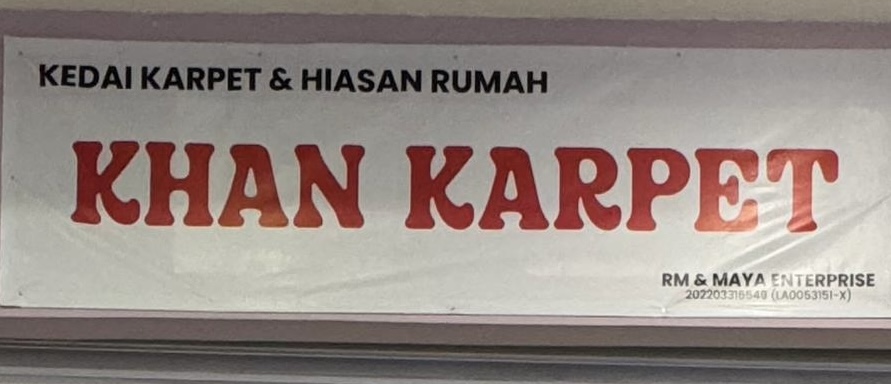 KEDAI KARPET & HIASAN RUMAH
KHAN KARPET
RM & MAYA ENTERPRISE
202203316549 (LA0053151-X)